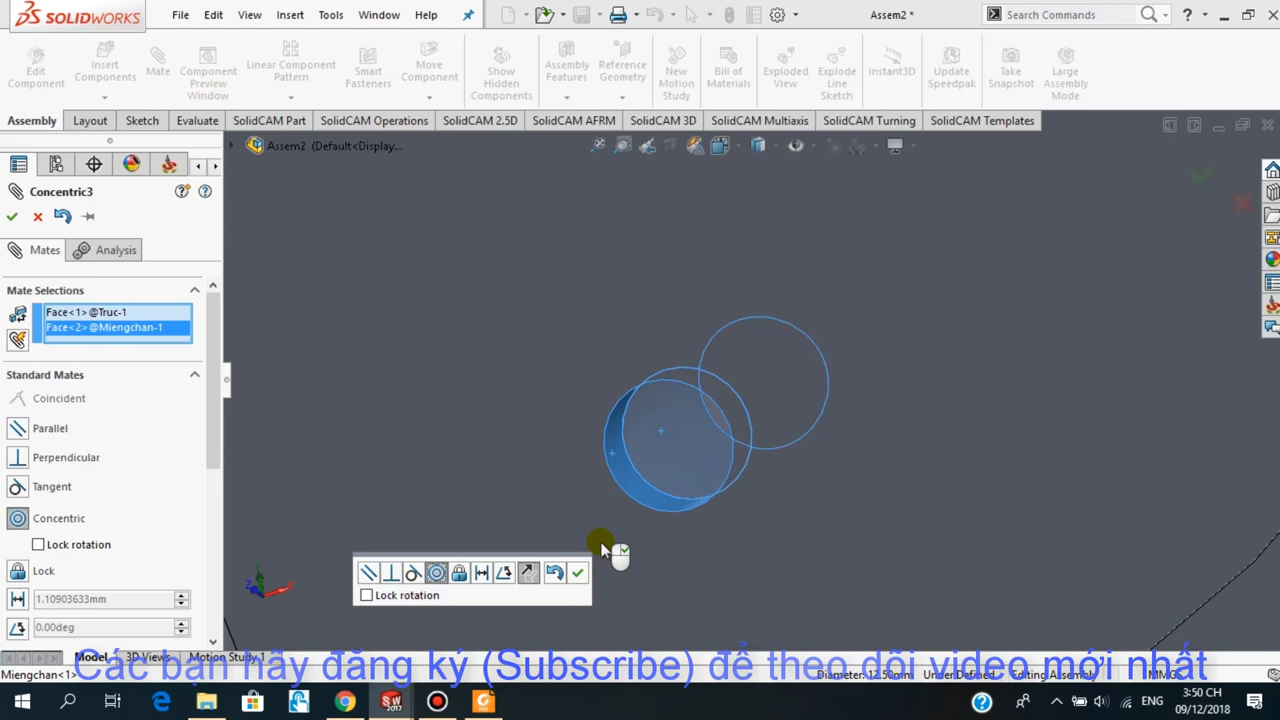 SOLIDWORKS File Edit View Insert Tools Window Help Assem2 * Search Commands
Edit Component
Insert Components
Mate
Component Preview Window
Linear Component Pattern
Smart Fasteners
Move Component
Show Hidden Components
Assembly Features
Reference Geometry
New Motion Study
Bill of Materials
Exploded View
Explode Line Sketch
Instant3D
Update Speedpak
Take Snapshot
Large Assembly Mode
Assembly Layout Sketch Evaluate SolidCAM Part SolidCAM Operations SolidCAM 2.5D SolidCAM AFRM SolidCAM 3D SolidCAM Multiaxis SolidCAM Turning SolidCAM Templates
Assem2 (Default<Display...
Concentric3
Mates Analysis
Mate Selections
Face<1>@Truc-1
Face<2>@Miengchan-1
Standard Mates
Coincident
Parallel
Perpendicular
Tangent
Concentric
Lock rotation
Lock
1.10903633mm
0.00deg
Lock rotation
Model 3D Views Motion Study 1
Các bạn hãy đăng ký (Subscribe) để theo dõi video mới nhất
Miengchan<1> Diameter: 12.50mm Under Defined Editing Assembly MMGS
ENG
3:50 CH
09/12/2018